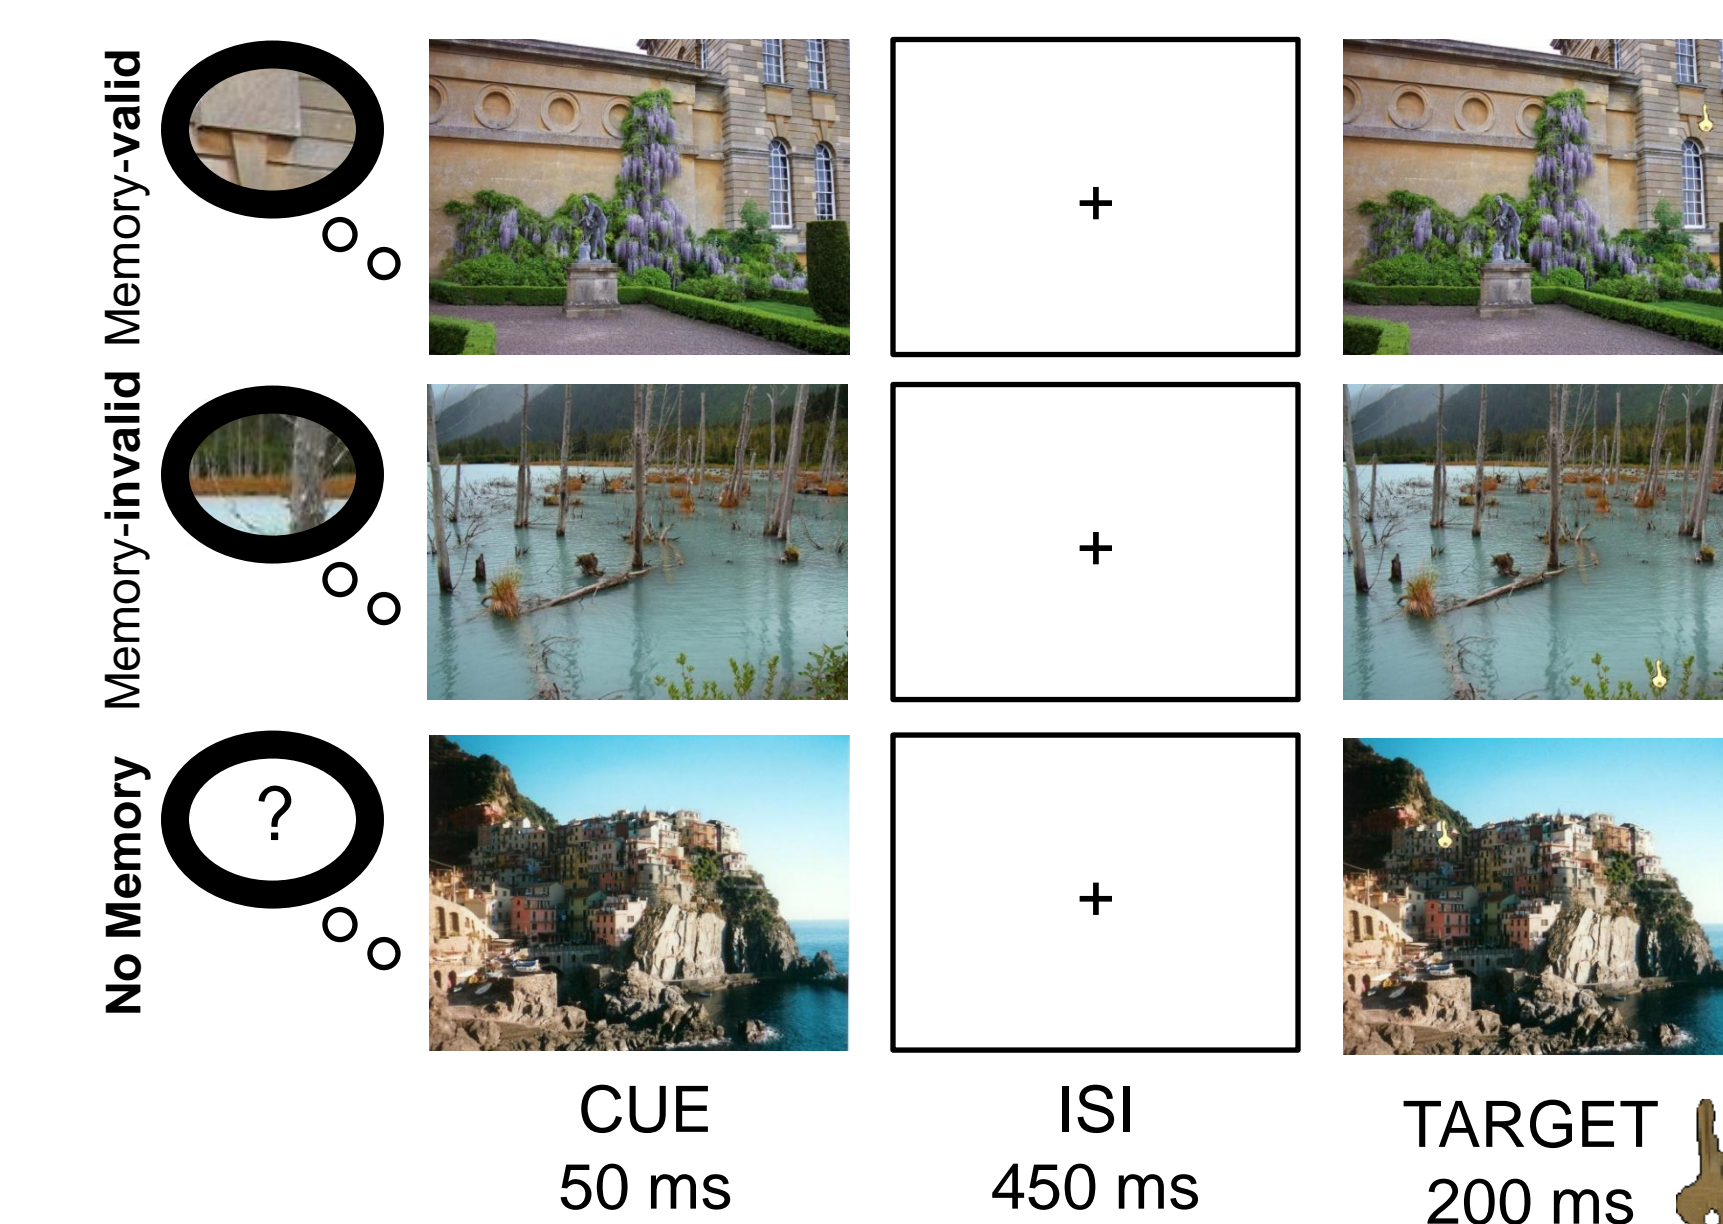 Memory-valid
+
Memory-invalid
+
No Memory
?
+
CUE
50 ms
ISI
450 ms
TARGET
200 ms